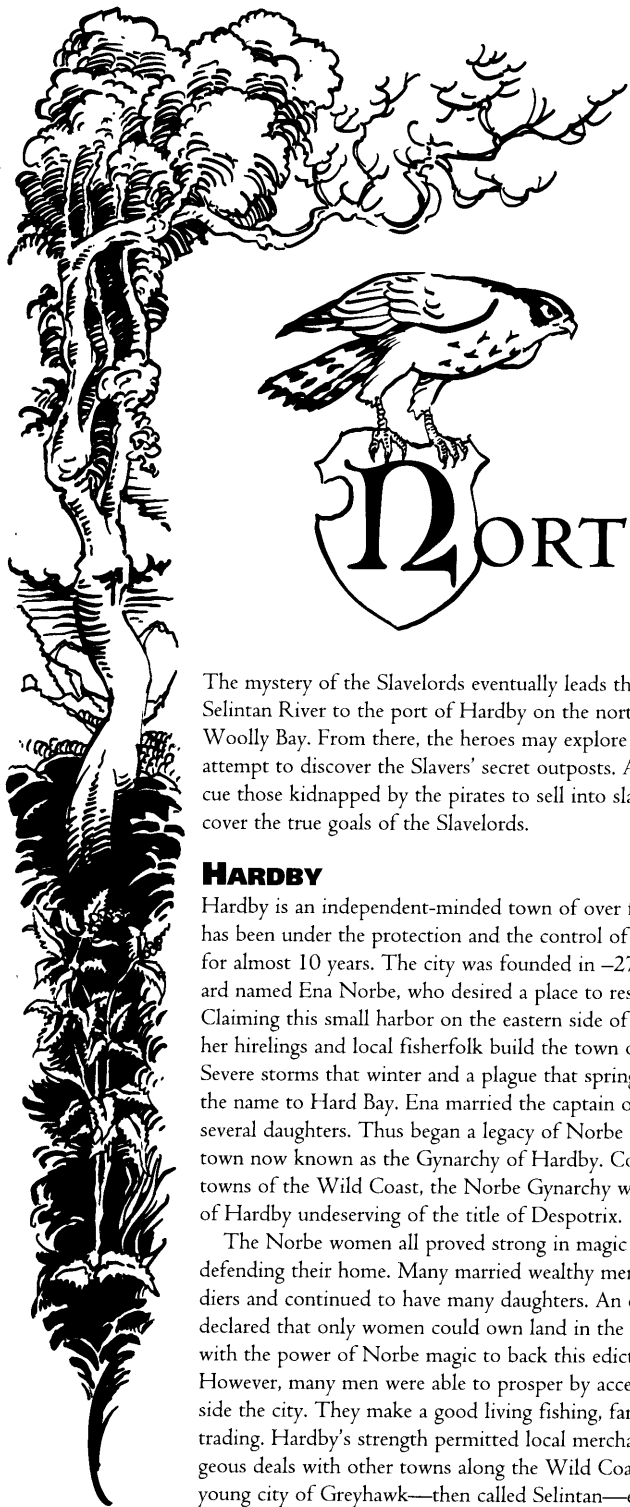 NORT
The mystery of the Slavelords eventually leads th
Selintan River to the port of Hardby on the nort
Woolly Bay. From there, the heroes may explore
attempt to discover the Slavers' secret outposts. A
cue those kidnapped by the pirates to sell into sla
cover the true goals of the Slavelords.
HARDBY
Hardby is an independent-minded town of over f
has been under the protection and the control of
for almost 10 years. The city was founded in –27
ard named Ena Norbe, who desired a place to res
Claiming this small harbor on the eastern side of
her hirelings and local fisherfolk build the town o
Severe storms that winter and a plague that spring
the name to Hard Bay. Ena married the captain o
several daughters. Thus began a legacy of Norbe
town now known as the Gynarchy of Hardby. Co
towns of the Wild Coast, the Norbe Gynarchy w
of Hardby undeserving of the title of Despotrix.
The Norbe women all proved strong in magic
defending their home. Many married wealthy mer
diers and continued to have many daughters. An
declared that only women could own land in the
with the power of Norbe magic to back this edict
However, many men were able to prosper by acce
side the city. They make a good living fishing, far
trading. Hardby's strength permitted local mercha
geous deals with other towns along the Wild Coa
young city of Greyhawk—then called Selintan—